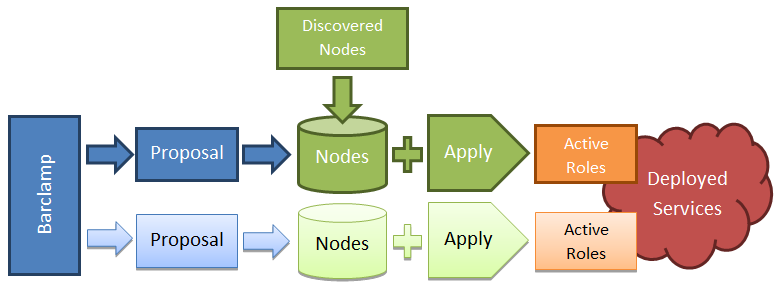 Discovered
Nodes
Barclamp
Proposal
Nodes
Apply
Active
Roles
Deployed
Services
Proposal
Nodes
Apply
Active
Roles